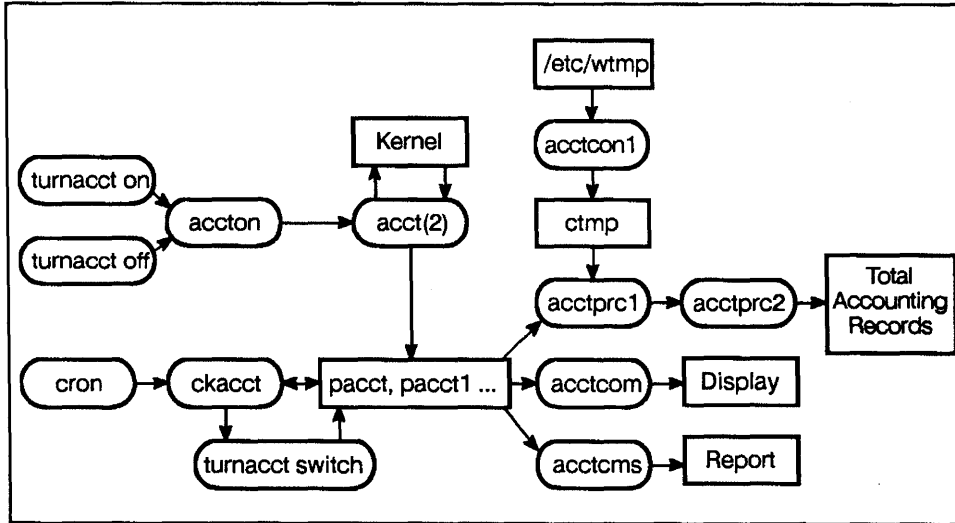 /etc/wtmp
Kernel
acctcon1
turnacct on
accton
acct(2)
ctmp
turnacct off
acctprc1
acctprc2
Total
Accounting
Records
cron
ckacct
pacct, pacct1 ...
acctcom
Display
turnacct switch
acctcms
Report